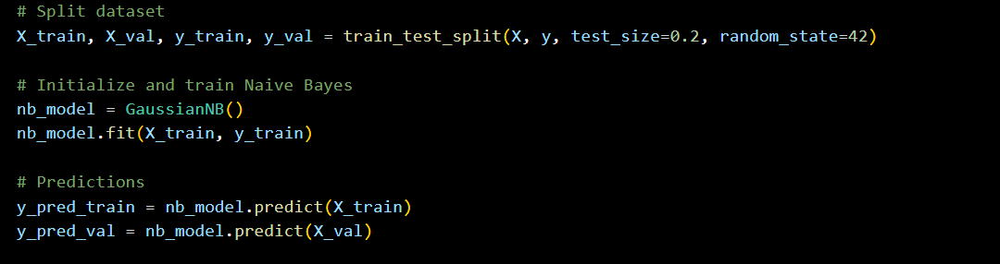 # Split dataset
X_train, X_val, y_train, y_val = train_test_split(X, y, test_size=0.2, random_state=42)
# Initialize and train Naive Bayes
nb_model = GaussianNB()
nb_model.fit(X_train, y_train)
# Predictions
y_pred_train = nb_model.predict(X_train)
y_pred_val = nb_model.predict(X_val)